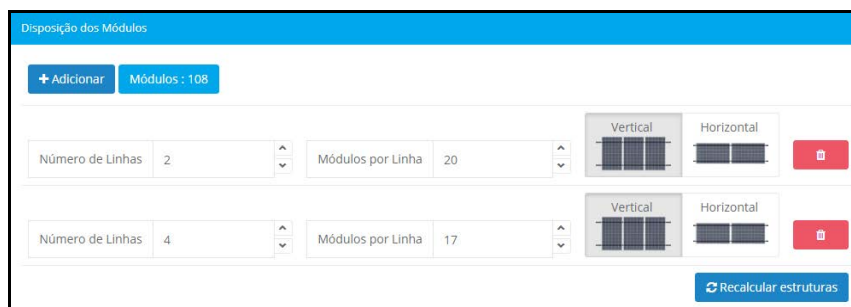 Disposição dos Módulos
+ Adicionar Módulos : 108
Vertical Horizontal
Número de Linhas 2 Módulos por Linha 20
Vertical Horizontal
Número de Linhas 4 Módulos por Linha 17
Recalcular estruturas